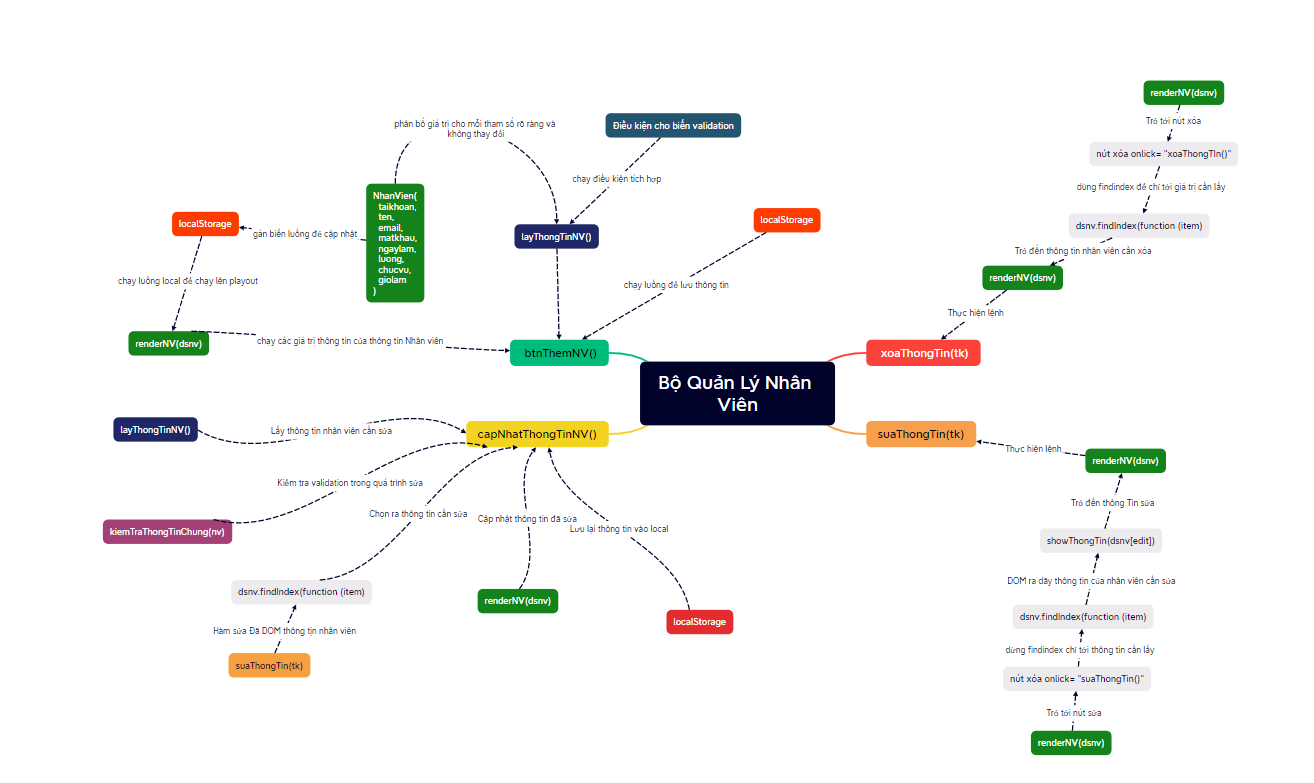 renderNV(dsnv)
Trỏ tới nút xóa
nút xóa onlick= "xoaThongTIn()"
dùng findindex để chỉ tới giá trị cần lấy
dsnv.findIndex(function (item)
Trỏ đến thông tin nhân viên cần xóa
renderNV(dsnv)
Thực hiện lệnh
xoaThongTin(tk)
phân bổ giá trị cho mỗi tham số rõ ràng và
không thay đổi
Điều kiện cho biến validation
chạy điều kiện tích hợp
NhanVien(
taikhoan,
ten,
email,
matkhau,
ngaylam,
luong,
chucvu,
giolam
)
localStorage
gán biến luồng để cập nhật
layThongTinNV()
localStorage
chạy luồng local để chạy lên playout
chạy luồng để lưu thông tin
renderNV(dsnv)
chạy các giá trị thông tin của thông tin Nhân viên
btnThemNV()
Bộ Quản Lý Nhân
Viên
layThongTinNV()
Lấy thông tin nhân viên cần sửa
capNhatThongTinNV()
suaThongTin(tk)
Thực hiện lệnh
renderNV(dsnv)
Kiểm tra validation trong quá trình sửa
Trỏ đến thông Tin sửa
kiemTraThongTinChung(nv)
Chọn ra thông tin cần sửa
Cập nhật thông tin đã sửa
Lưu lại thông tin vào local
showThongTin(dsnv[edit])
DOM ra dãy thông tin của nhân viên cần sửa
dsnv.findIndex(function (item)
renderNV(dsnv)
localStorage
dsnv.findIndex(function (item)
Hàm sửa Đã DOM thông tin nhân viên
dừng findindex chỉ tới thông tin cần lấy
suaThongTin(tk)
nút xóa onlick= "suaThongTin()"
Trỏ tới nút sửa
renderNV(dsnv)